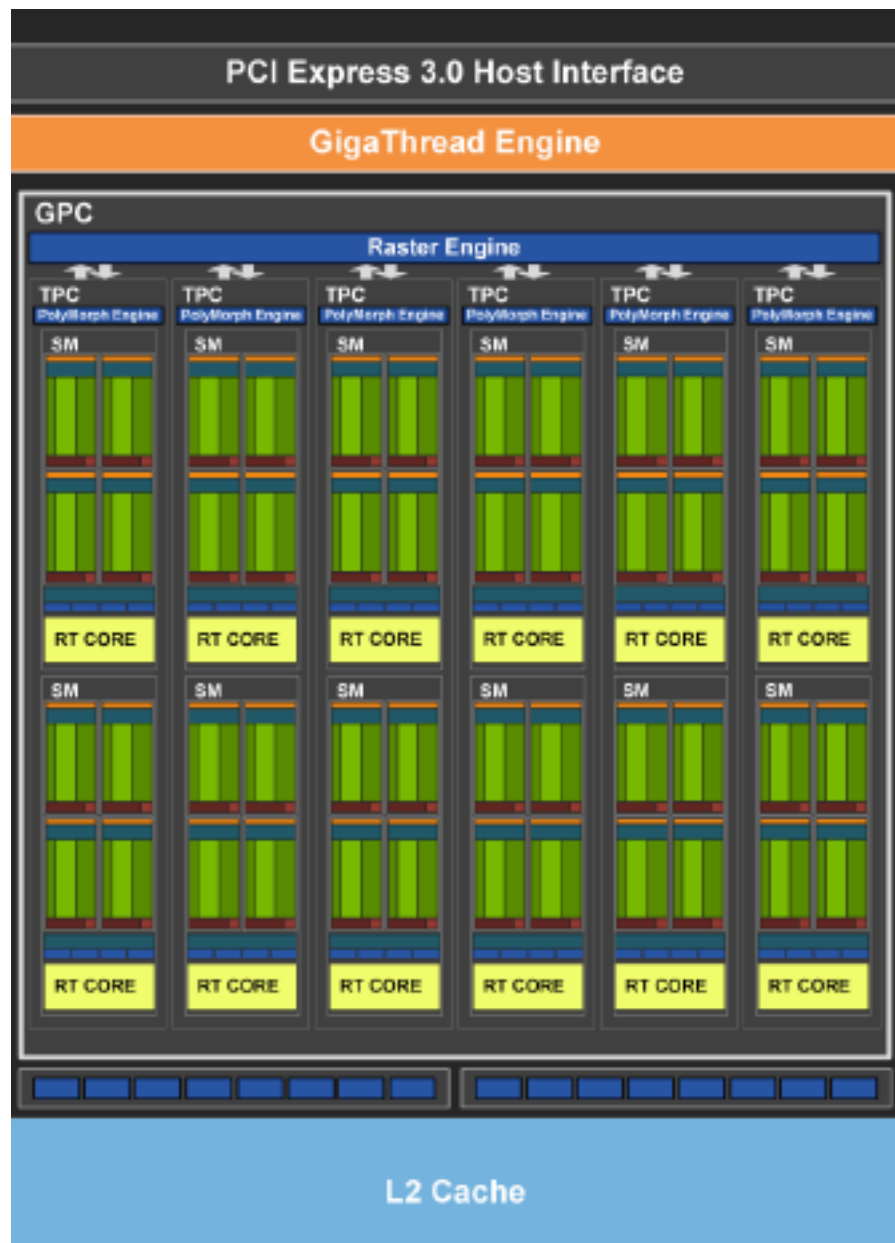 PCI Express 3.0 Host Interface
GigaThread Engine
GPC
Raster Engine
TPC TPC TPC TPC TPC TPC
PolyMorph Engine PolyMorph Engine PolyMorph Engine PolyMorph Engine PolyMorph Engine PolyMorph Engine
SM SM SM SM SM SM
RT CORE RT CORE RT CORE RT CORE RT CORE RT CORE
SM SM SM SM SM SM
RT CORE RT CORE RT CORE RT CORE RT CORE RT CORE
L2 Cache